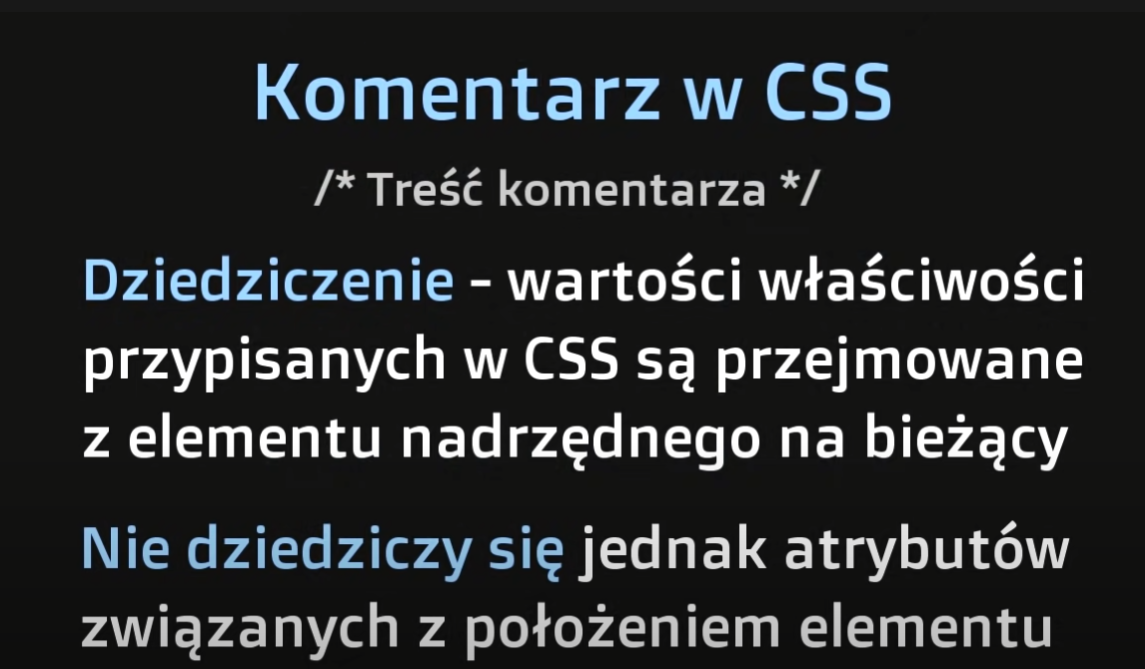 Komentarz w CSS
/* Treść komentarza */
Dziedziczenie – wartości właściwości
przypisanych w CSS są przejmowane
z elementu nadrzędnego na bieżący
Nie dziedziczy się jednak atrybutów
związanych z położeniem elementu